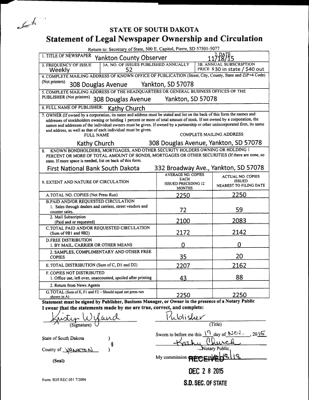 STATE OF SOUTH DAKOTA
Statement of Legal Newspaper Ownership and Circulation
Return to: Secretary of State, 500 E. Capitol, Pierre, SD 57501-5077
1. TITLE OF NEWSPAPER Yankton County Observer 2. DATE 11/18/15
3. FREQUENCY OF ISSUE Weekly 3A. NO. OF ISSUES PUBLISHED ANNUALLY 52 3B. ANNUAL SUBSCRIPTION PRICE $30 in state / $40 out
4. COMPLETE MAILING ADDRESS OF KNOWN OFFICE OF PUBLICATION (Street, City, County, State and ZIP+4 Code)
(Not printers) 308 Douglas Avenue Yankton, SD 57078
5. COMPLETE MAILING ADDRESS OF THE HEADQUARTERS OR GENERAL BUSINESS OFFICES OF THE
PUBLISHER (Not printers) 308 Douglas Avenue Yankton, SD 57078
6. FULL NAME OF PUBLISHER: Kathy Church
7. OWNER (If owned by a corporation, its name and address must be stated and also on the back of this form the names and
addresses of stockholders owning or holding 1 percent or more of total amount of stock. If not owned by a corporation, the
names and addresses of the individual owners must be given. If owned by a partnership or other unincorporated firm, its name
and address, as well as that of each individual must be given.
FULL NAME COMPLETE MAILING ADDRESS
Kathy Church 308 Douglas Avenue, Yankton, SD 57078
8. KNOWN BONDHOLDERS, MORTGAGEES, AND OTHER SECURITY HOLDERS OWNING OR HOLDING 1
PERCENT OR MORE OF TOTAL AMOUNT OF BONDS, MORTGAGES OR OTHER SECURITIES (If there are none, so
state. If more space is needed, list on back of this form.
First National Bank South Dakota 332 Broadway Ave., Yankton, SD 57078
9. EXTENT AND NATURE OF CIRCULATION AVERAGE NO. COPIES EACH ISSUED PRECEDING 12 MONTHS ACTUAL NO. COPIES ISSUED NEAREST TO FILING DATE
A. TOTAL NO. COPIES (Net Press Run) 2250 2250
B. PAID AND/OR REQUESTED CIRCULATION
1. Sales through dealers and carriers, street vendors and
counter sales. 72 59
2. Mail Subscription
(Paid and or requested) 2100 2083
C. TOTAL PAID AND/OR REQUESTED CIRCULATION
(Sum of 9B1 and 9B2) 2172 2142
D. FREE DISTRIBUTION
1. BY MAIL, CARRIER OR OTHER MEANS 0 0
2. SAMPLES, COMPLIMENTARY AND OTHER FREE
COPIES 35 20
E. TOTAL DISTRIBUTION (Sum of C, D1 and D2) 2207 2162
F. COPIES NOT DISTRIBUTED
1. Office use, left over, unaccounted, spoiled after printing 43 88
2. Return from News Agents
G. TOTAL (Sum of E, F1 and F2 - Should equal net press run
shown in A) 2250 2250
Statement must be signed by Publisher, Business Manager, or Owner in the presence of a Notary Public
I swear that the statements made by me are true, correct, and complete:
Publisher
(Signature) (Title)
State of South Dakota )
Sworn to before me this day of Nov. 2015
County of YANKTON )
Kathy Church
Notary Public
(Seal)
My commission
RECEIVED
DEC 28 2015
S.D. SEC. OF STATE